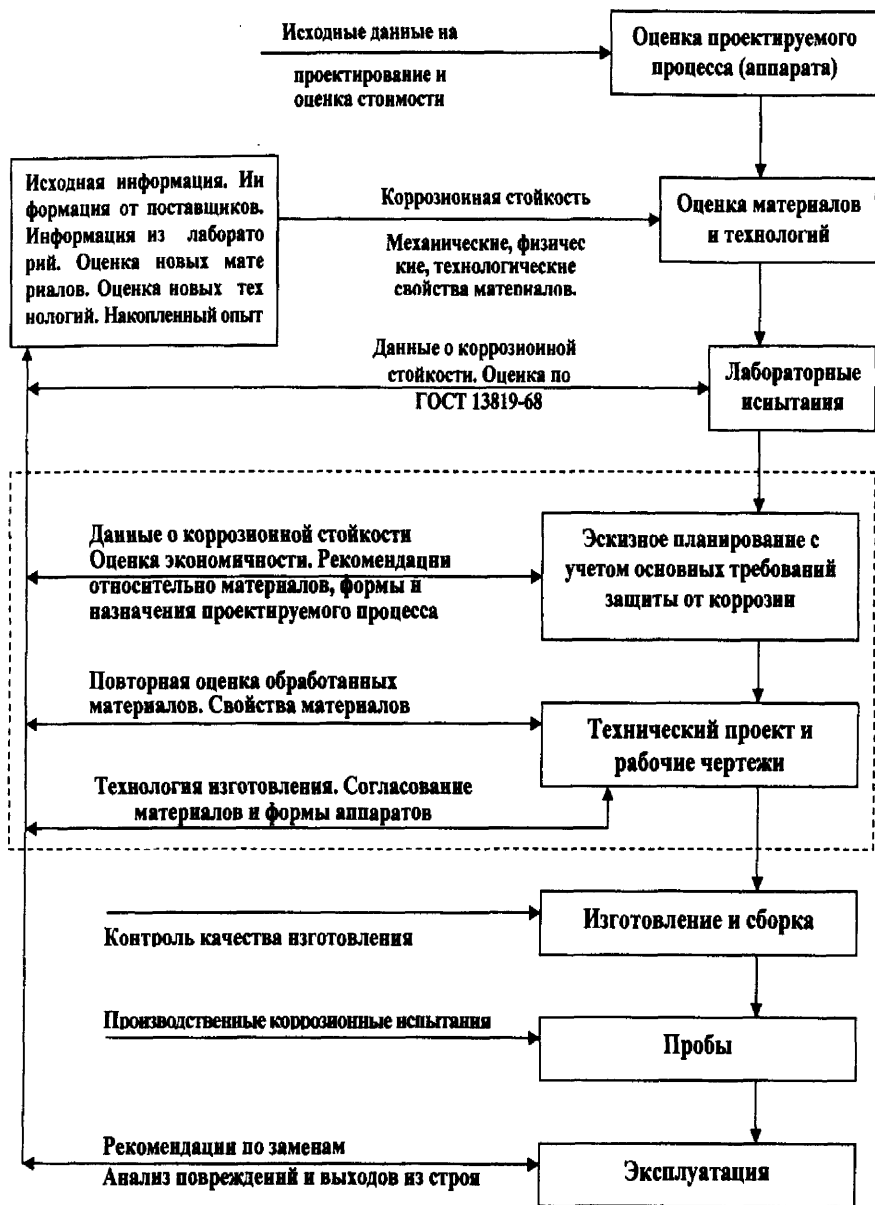 Исходные данные на
проектирование и
оценка стоимости
Оценка проектируемого
процесса (аппарата)
Исходная информация. Ин
формация от поставщиков.
Информация из лаборато
рий. Оценка новых мате
риалов. Оценка новых тех
нологий. Накопленный опыт
Коррозионная стойкость
Механические, физичес
кие, технологические
свойства материалов.
Оценка материалов
и технологий
Данные о коррозионной
стойкости. Оценка по
ГОСТ 13819-68
Лабораторные
испытания
Данные о коррозионной стойкости
Оценка экономичности. Рекомендации
относительно материалов, формы и
назначения проектируемого процесса
Эскизное планирование с
учетом основных требований
защиты от коррозии
Повторная оценка обработанных
материалов. Свойства материалов
Технический проект и
рабочие чертежи
Технология изготовления. Согласование
материалов и формы аппаратов
Изготовление и сборка
Контроль качества изготовления
Производственные коррозионные испытания
Пробы
Рекомендации по заменам
Анализ повреждений и выходов из строя
Эксплуатация